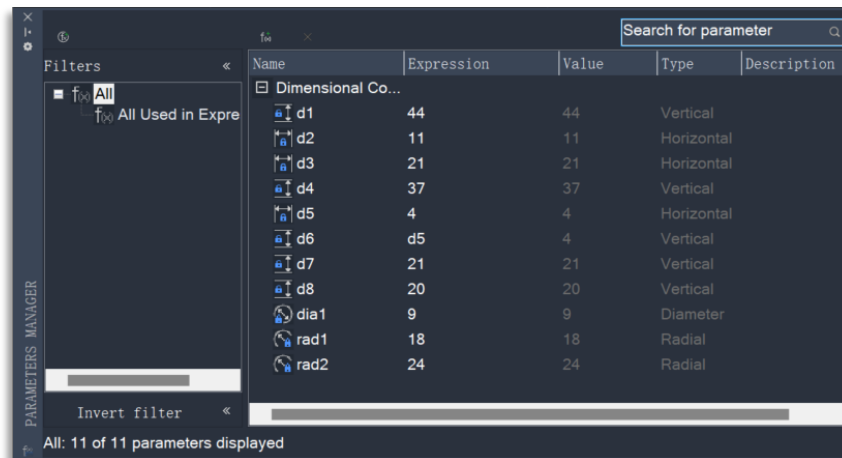 Search for parameter
Filters «
Name Expression Value Type Description
All
All Used in Expre
Dimensional Co...
d1 44 44 Vertical
d2 11 11 Horizontal
d3 21 21 Horizontal
d4 37 37 Vertical
d5 4 4 Horizontal
d6 d5 4 Vertical
d7 21 21 Vertical
d8 20 20 Vertical
dia1 9 9 Diameter
rad1 18 18 Radial
rad2 24 24 Radial
Invert filter «
All: 11 of 11 parameters displayed
PARAMETERS MANAGER